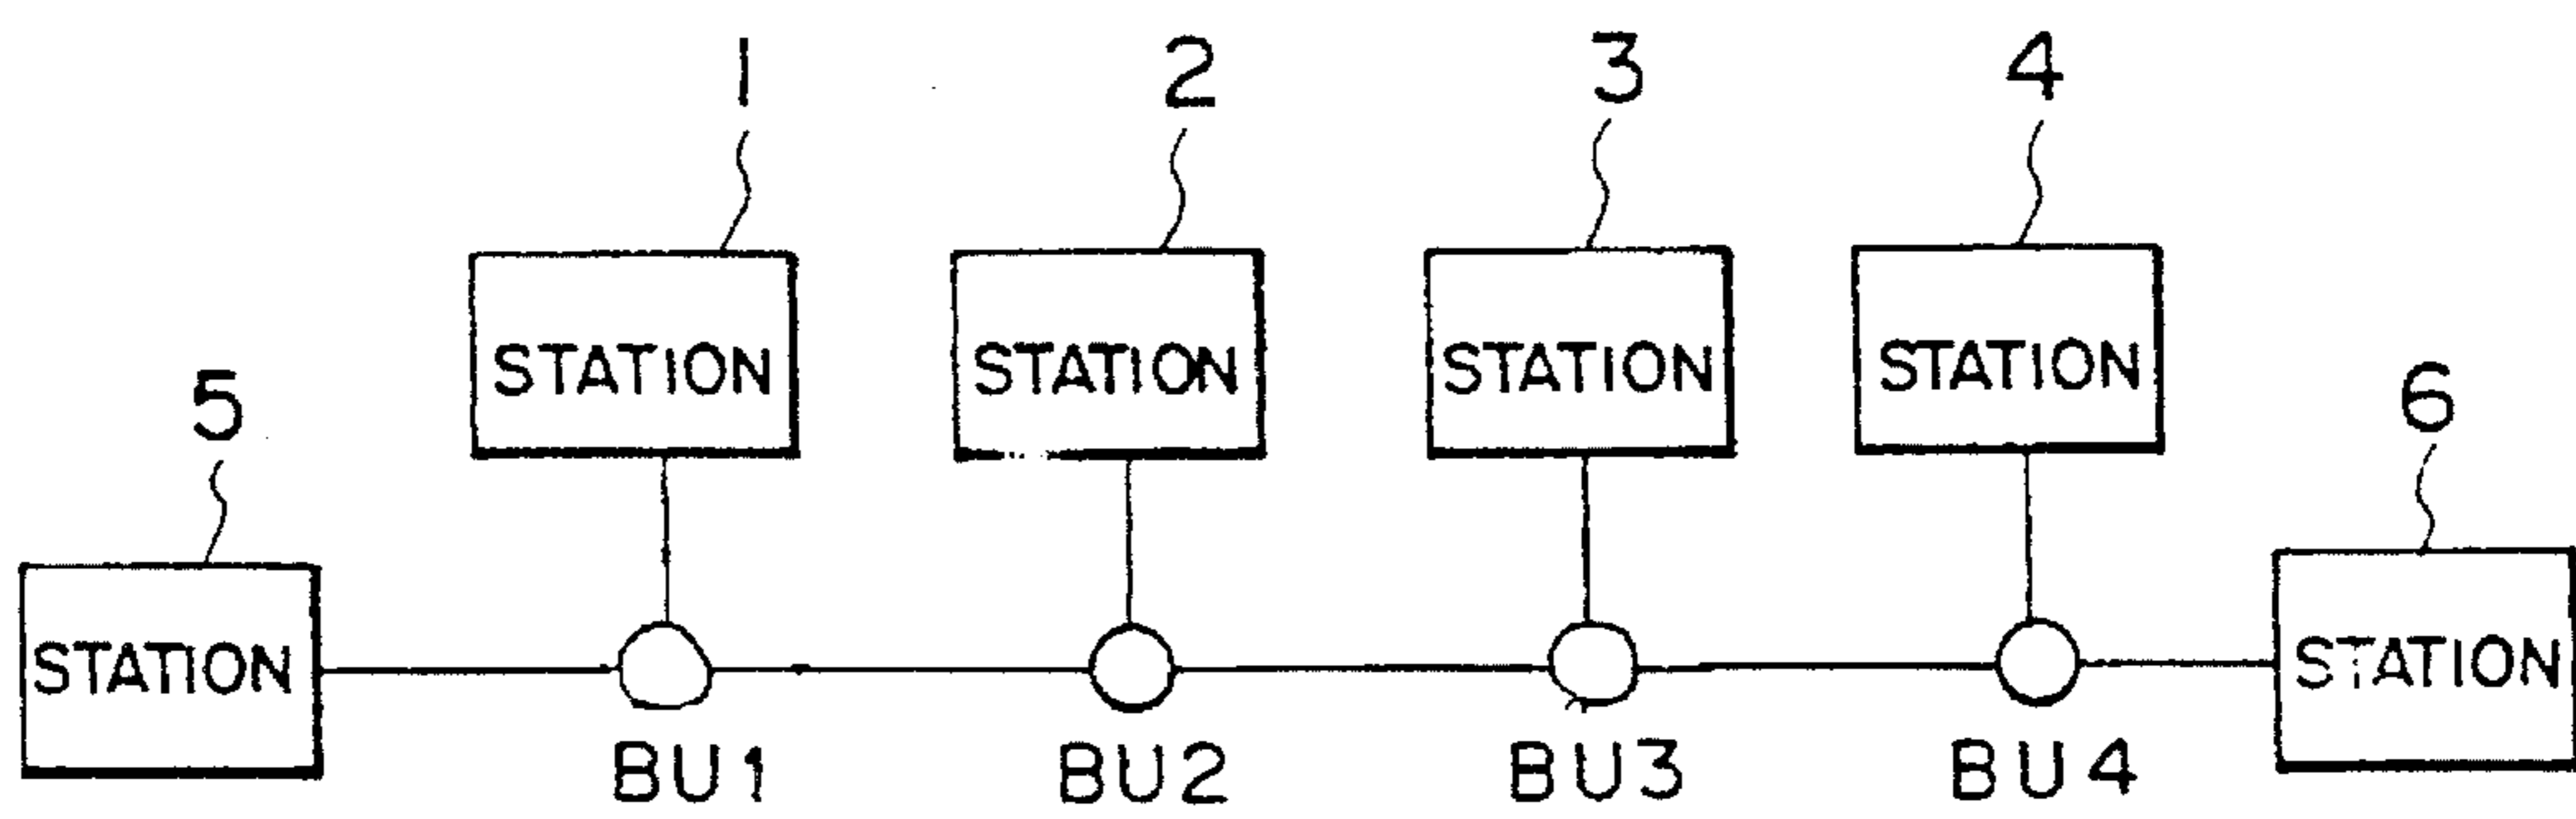 1 2 3 4
STATION STATION STATION STATION
5 6
STATION STATION
BU1 BU2 BU3 BU4